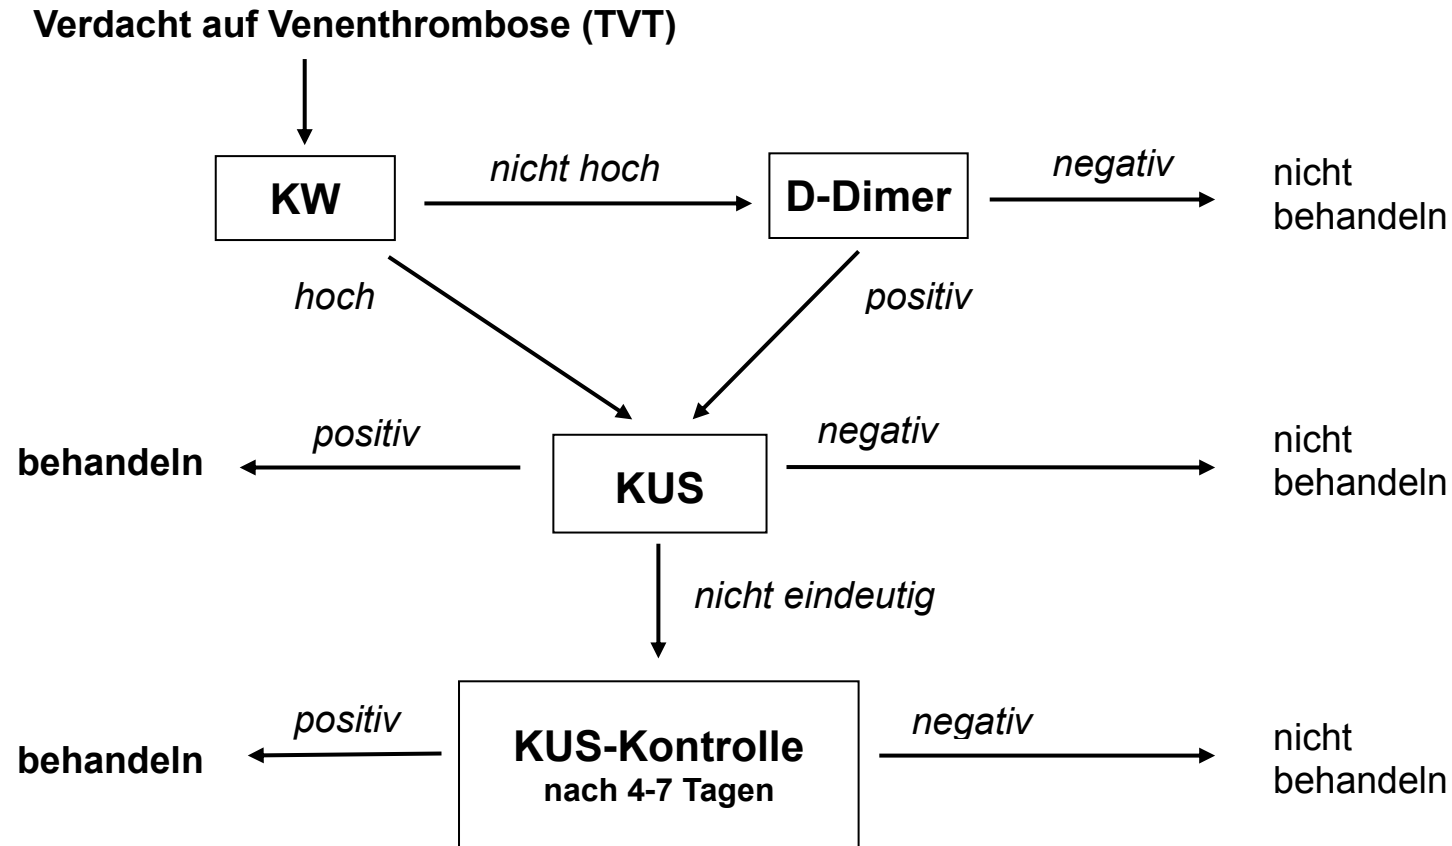 Verdacht auf Venenthrombose (TVT)
KW
nicht hoch
D-Dimer
negativ
nicht
behandeln
hoch
positiv
behandeln
positiv
KUS
negativ
nicht
behandeln
nicht eindeutig
behandeln
positiv
KUS-Kontrolle
nach 4-7 Tagen
negativ
nicht
behandeln